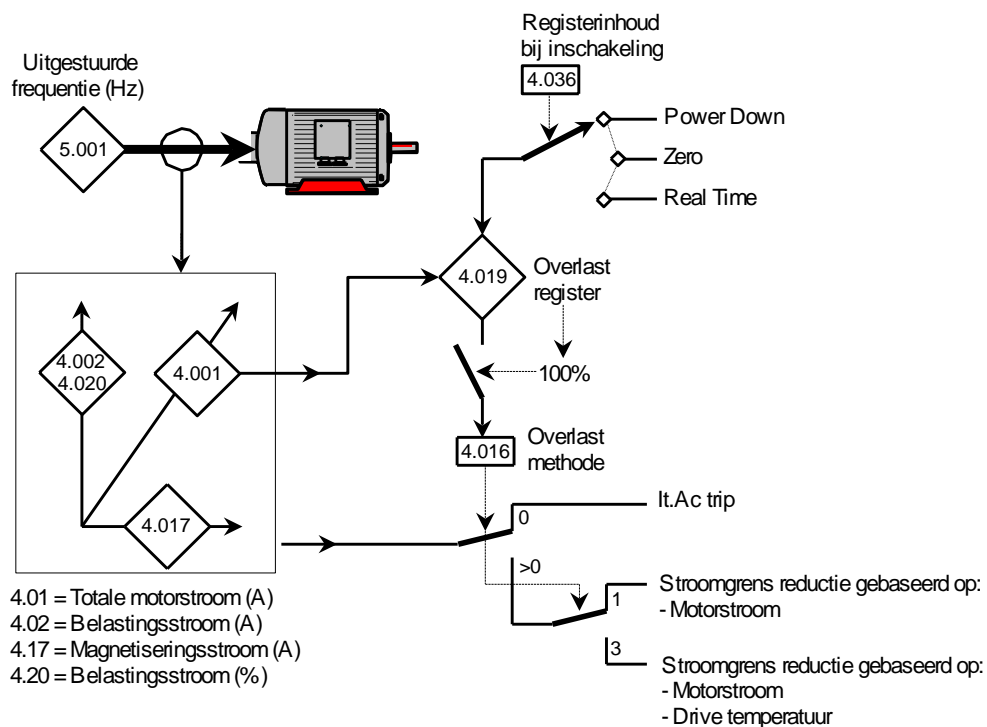 Registerinhoud
bij inschakeling
4.036
Uitgestuurde
frequentie (Hz)
5.001
Power Down
Zero
Real Time
4.019
Overlast
register
4.002
4.020
4.001
100%
4.016
Overlast
methode
4.017
It.Ac trip
0
>0
1
Stroomgrens reductie gebaseerd op:
- Motorstroom
3
Stroomgrens reductie gebaseerd op:
- Motorstroom
- Drive temperatuur
4.01 = Totale motorstroom (A)
4.02 = Belastingsstroom (A)
4.17 = Magnetiseringsstroom (A)
4.20 = Belastingsstroom (%)